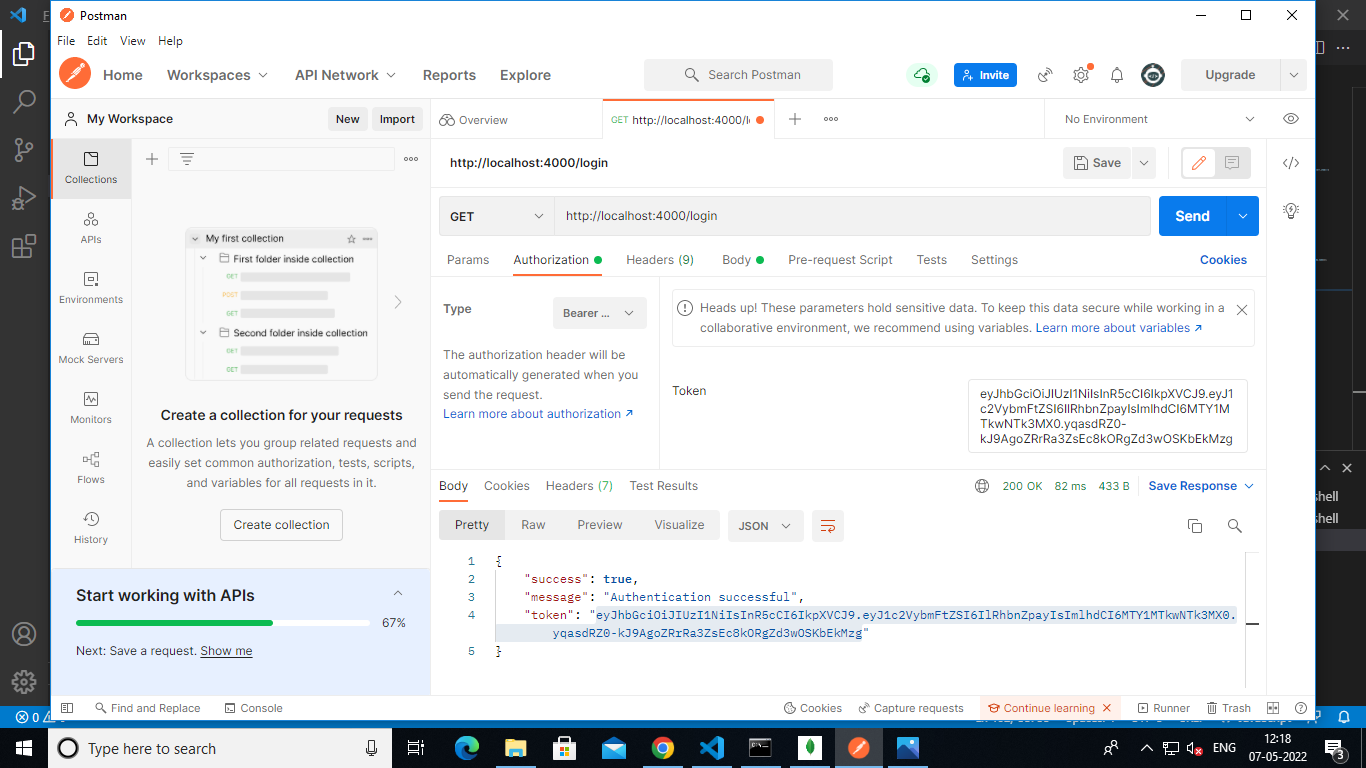 Postman
File Edit View Help
Home Workspaces API Network Reports Explore
Search Postman
Invite
Upgrade
My Workspace
New Import
Overview
GET http://localhost:4000/l
No Environment
Collections
APIs
Environments
Mock Servers
Monitors
Flows
History
My first collection
First folder inside collection
GET
POST
GET
Second folder inside collection
GET
GET
Create a collection for your requests
A collection lets you group related requests and
easily set common authorization, tests, scripts,
and variables for all requests in it.
Create collection
Start working with APIs
67%
Next: Save a request. Show me
http://localhost:4000/login
Save
GET http://localhost:4000/login
Send
Params Authorization Headers (9) Body Pre-request Script Tests Settings Cookies
Type Bearer ...
The authorization header will be
automatically generated when you
send the request.
Learn more about authorization ↗
Heads up! These parameters hold sensitive data. To keep this data secure while working in a
collaborative environment, we recommend using variables. Learn more about variables ↗
Token
eyJhbGciOiJIUzI1NiIsInR5cCI6IkpXVCJ9.eyJ1
c2VybmFtZSI6IlRhbnZpayIsImlhdCI6MTY1M
TkwNTk3MX0.yqasdRZ0-
kJ9AgoZRrRa3ZsEc8kORgZd3wOSKbEkMzg
Body Cookies Headers (7) Test Results
200 OK 82 ms 433 B Save Response
Pretty Raw Preview Visualize JSON
1 {
2 "success": true,
3 "message": "Authentication successful",
4 "token": "eyJhbGciOiJIUzI1NiIsInR5cCI6IkpXVCJ9.eyJ1c2VybmFtZSI6IlRhbnZpayIsImlhdCI6MTY1MTkwNTk3MX0.
yqasdRZ0-kJ9AgoZRrRa3ZsEc8kORgZd3wOSKbEkMzg"
5 }
Find and Replace Console
Cookies Capture requests Continue learning Runner Trash
shell
shell
0
Type here to search
ENG
12:18
07-05-2022
3